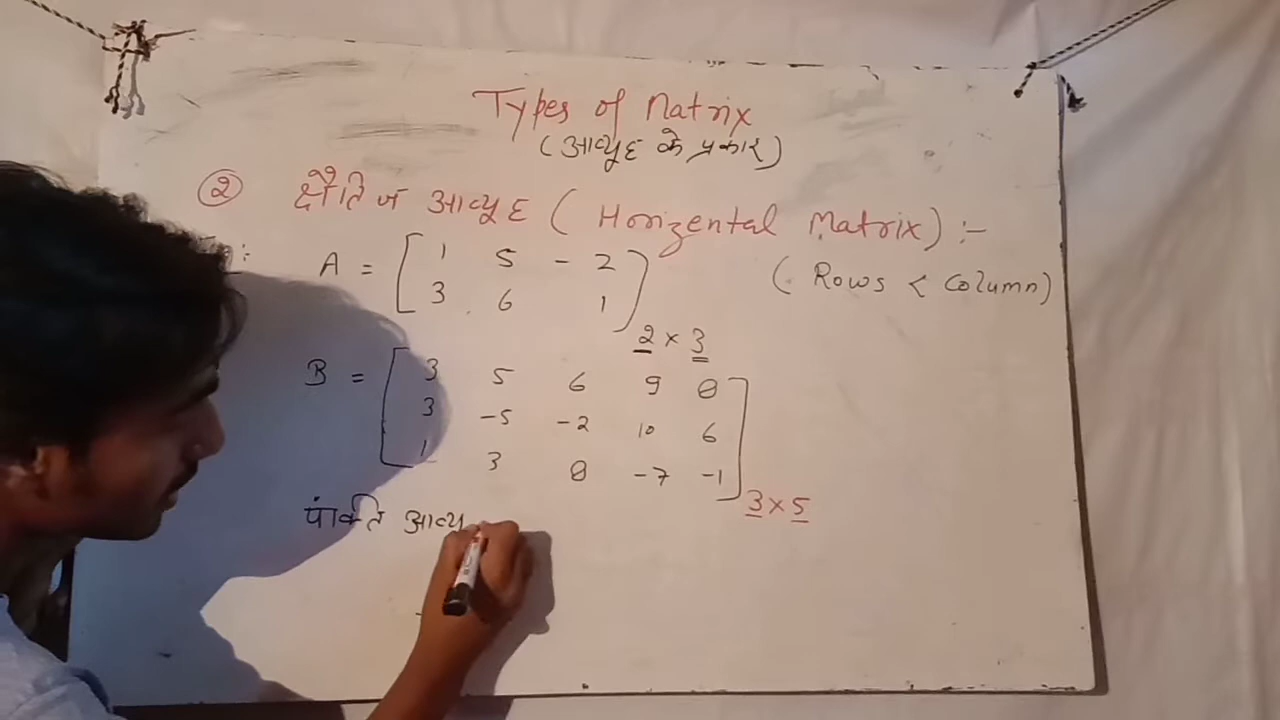 Types of Matrix
(आव्यूह के प्रकार)
② क्षैतिज आव्यूह (Horizental Matrix) :-
A = [ 1 5 -2 (Rows < Column)
3 6 1 ] 2 × 3
B = [ 3 5 6 9 0
3 -5 -2 10 6
1 3 0 -7 -1 ] 3 × 5
पंक्ति आव्यू